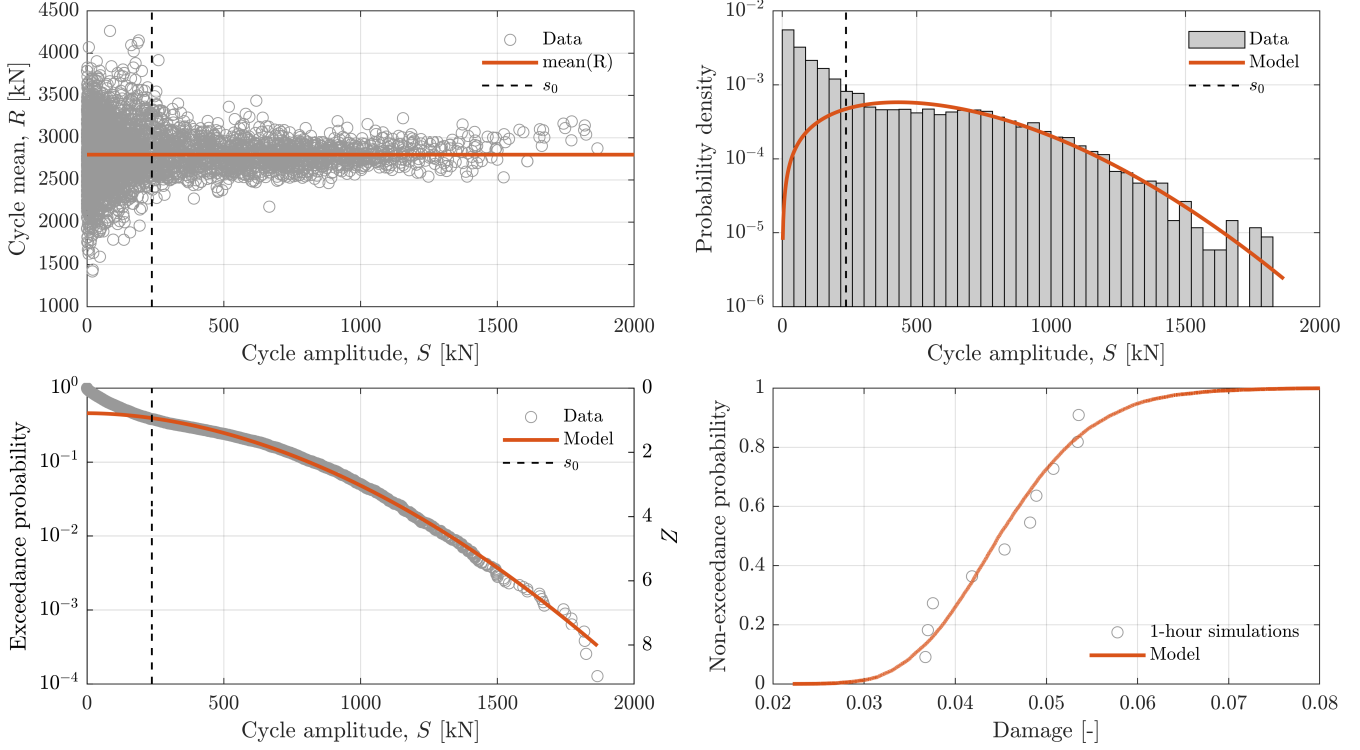 4500
4000
3500
3000
2500
2000
1500
1000
0
500
1000
1500
2000
Cycle mean, R [kN]
Cycle amplitude, S [kN]
Data
mean(R)
s₀
10⁻²
10⁻³
10⁻⁴
10⁻⁵
10⁻⁶
0
500
1000
1500
2000
Probability density
Cycle amplitude, S [kN]
Data
Model
s₀
10⁰
10⁻¹
10⁻²
10⁻³
10⁻⁴
0
500
1000
1500
2000
0
2
4
6
8
Exceedance probability
Z
Cycle amplitude, S [kN]
Data
Model
s₀
1
0.8
0.6
0.4
0.2
0
0.02
0.03
0.04
0.05
0.06
0.07
0.08
Non-exceedance probability
Damage [-]
1-hour simulations
Model